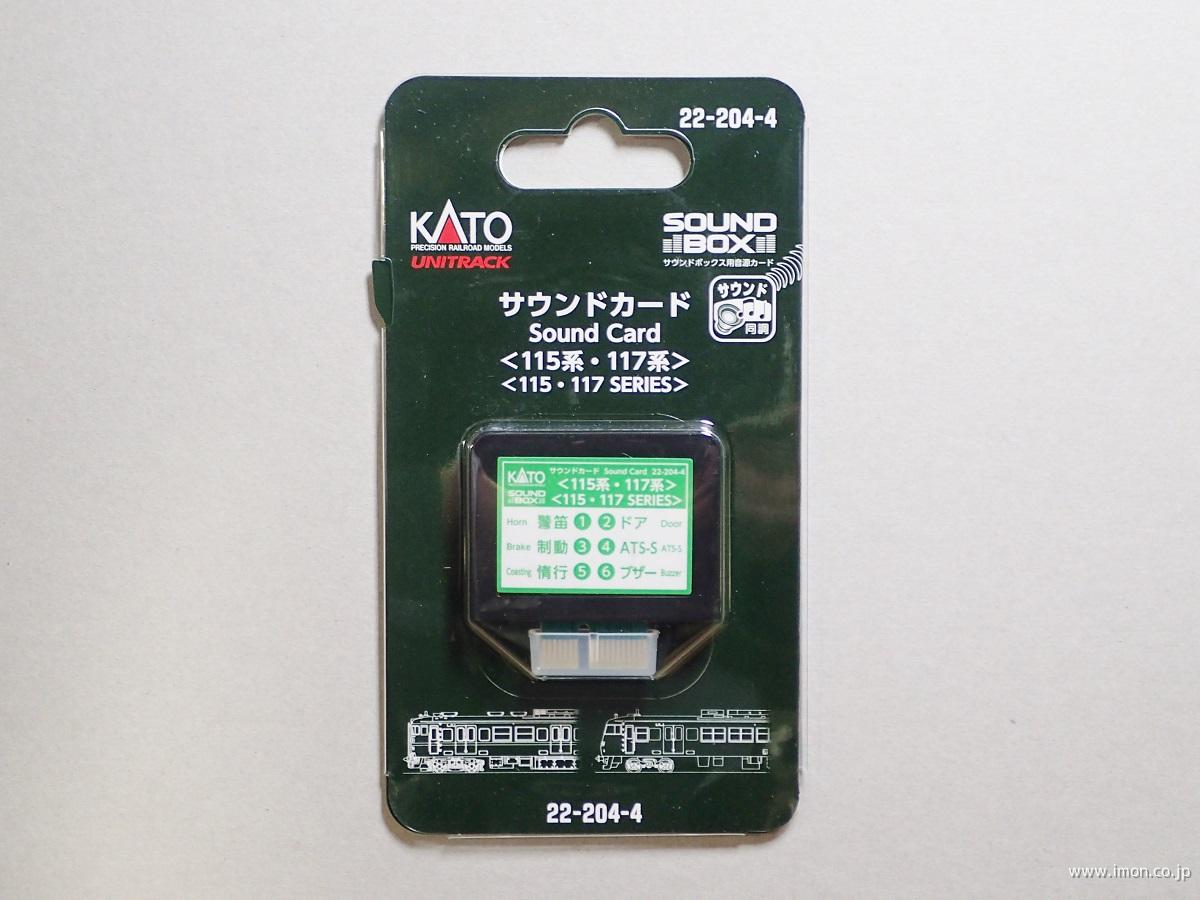 22-204-4
KATO
PRECISION RAILROAD MODELS
UNITRACK
SOUND
BOX
サウンドボックス用音源カード
サウンド
同調
サウンドカード
Sound Card
<115系・117系>
<115・117 SERIES>
KATO
サウンドカード Sound Card 22-204-4
<115系・117系>
SOUND
BOX
<115・117 SERIES>
Horn 警笛 1 2 ドア Door
Brake 制動 3 4 ATS-S ATS-S
Coasting 惰行 5 6 ブザー Buzzer
22-204-4
www.imon.co.jp